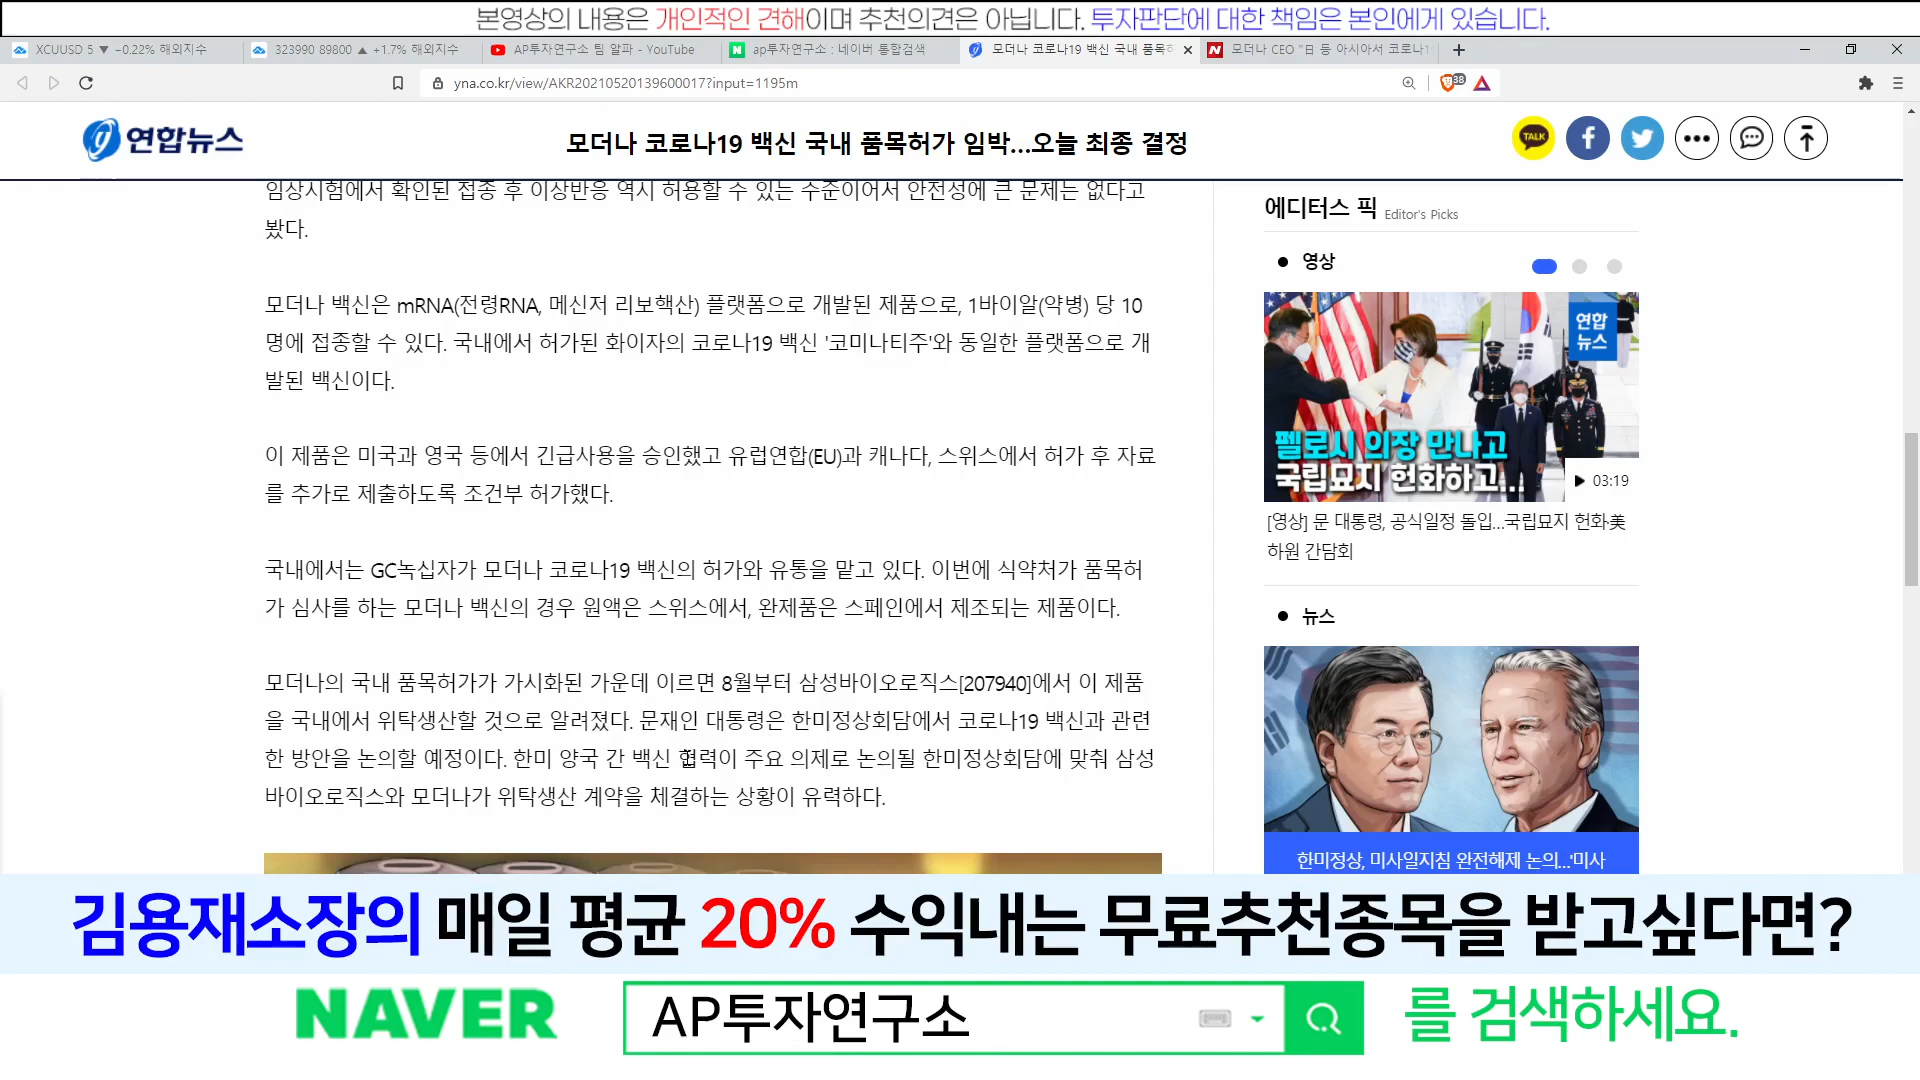 본영상의 내용은 개인적인 견해이며 추천의견은 아닙니다. 투자판단에 대한 책임은 본인에게 있습니다.
XCUUSD 5 ▼ −0.22% 해외지수
323990 89800 ▲ +1.7% 해외지수
AP투자연구소 팀 알파 - YouTube
ap투자연구소 : 네이버 통합검색
모더나 코로나19 백신 국내 품목허
모더나 CEO "日 등 아시아서 코로나1
yna.co.kr/view/AKR20210520139600017?input=1195m
38
연합뉴스
모더나 코로나19 백신 국내 품목허가 임박...오늘 최종 결정
TALK
임상시험에서 확인된 접종 후 이상반응 역시 허용할 수 있는 수준이어서 안전성에 큰 문제는 없다고
봤다.
모더나 백신은 mRNA(전령RNA, 메신저 리보핵산) 플랫폼으로 개발된 제품으로, 1바이알(약병) 당 10
명에 접종할 수 있다. 국내에서 허가된 화이자의 코로나19 백신 '코미나티주'와 동일한 플랫폼으로 개
발된 백신이다.
이 제품은 미국과 영국 등에서 긴급사용을 승인했고 유럽연합(EU)과 캐나다, 스위스에서 허가 후 자료
를 추가로 제출하도록 조건부 허가했다.
국내에서는 GC녹십자가 모더나 코로나19 백신의 허가와 유통을 맡고 있다. 이번에 식약처가 품목허
가 심사를 하는 모더나 백신의 경우 원액은 스위스에서, 완제품은 스페인에서 제조되는 제품이다.
모더나의 국내 품목허가가 가시화된 가운데 이르면 8월부터 삼성바이오로직스[207940]에서 이 제품
을 국내에서 위탁생산할 것으로 알려졌다. 문재인 대통령은 한미정상회담에서 코로나19 백신과 관련
한 방안을 논의할 예정이다. 한미 양국 간 백신 협력이 주요 의제로 논의될 한미정상회담에 맞춰 삼성
바이오로직스와 모더나가 위탁생산 계약을 체결하는 상황이 유력하다.
에디터스 픽 Editor's Picks
영상
연합
뉴스
펠로시 의장 만나고
국립묘지 헌화하고...
03:19
[영상] 문 대통령, 공식일정 돌입...국립묘지 헌화·美
하원 간담회
뉴스
한미정상, 미사일지침 완전해제 논의...'미사
김용재소장의 매일 평균 20% 수익내는 무료추천종목을 받고싶다면?
NAVER AP투자연구소 를 검색하세요.